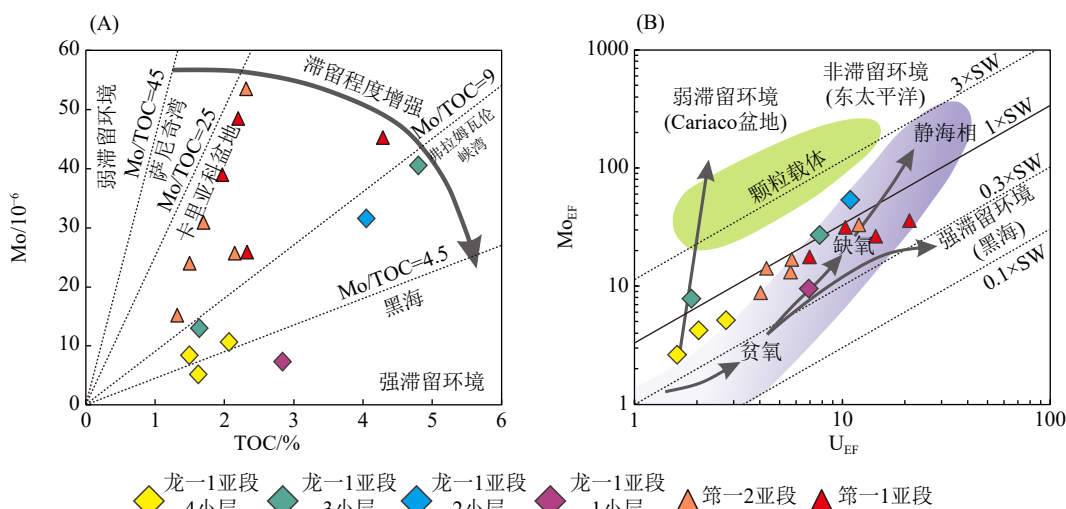 (A)
60
50
40
30
20
10
0
Mo/10⁻⁶
0 1 2 3 4 5 6
TOC/%
弱滞留环境
Mo/TOC=45
萨尼奇湾
Mo/TOC=25
卡里亚科盆地
滞留程度增强
Mo/TOC=9
弗拉姆瓦伦
峡湾
Mo/TOC=4.5
黑海
强滞留环境
(B)
1000
100
10
1
Mo_EF
1 10 100
U_EF
弱滞留环境
(Cariaco盆地)
非滞留环境
(东太平洋)
3×SW
1×SW
0.3×SW
0.1×SW
颗粒载体
静海相
缺氧
贫氧
强滞留环境
(黑海)
龙一1亚段
4小层
龙一1亚段
3小层
龙一1亚段
2小层
龙一1亚段
1小层
笻一2亚段
笻一1亚段